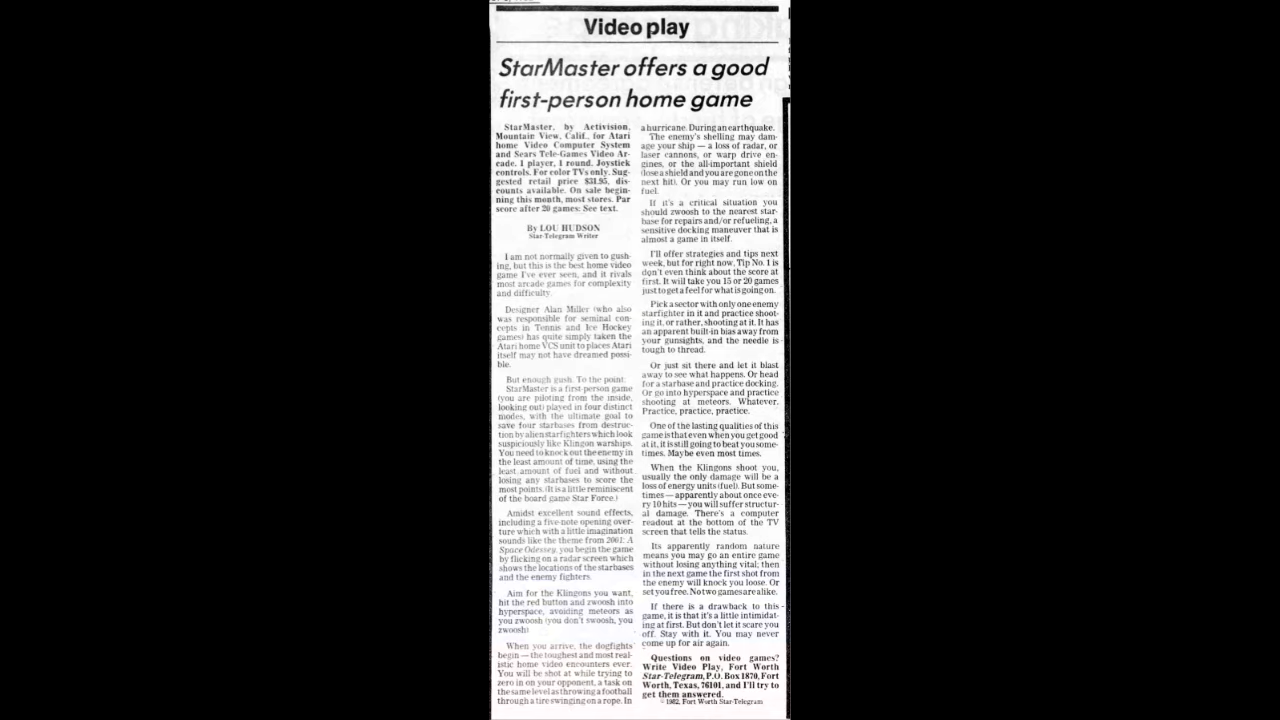 Video play
StarMaster offers a good
first-person home game
StarMaster, by Activision,
Mountain View, Calif., for Atari
home Video Computer System
and Sears Tele-Games Video Ar-
cade. 1 player, 1 round. Joystick
controls. For color TVs only. Sug-
gested retail price $31.95, dis-
counts available. On sale begin-
ning this month, most stores. Par
score after 20 games: See text.
By LOU HUDSON
Star-Telegram Writer
I am not normally given to gush-
ing, but this is the best home video
game I've ever seen, and it rivals
most arcade games for complexity
and difficulty.
Designer Alan Miller (who also
was responsible for seminal con-
cepts in Tennis and Ice Hockey
games) has quite simply taken the
Atari home VCS unit to places Atari
itself may not have dreamed possi-
ble.
But enough gush. To the point:
StarMaster is a first-person game
(you are piloting from the inside,
looking out) played in four distinct
modes, with the ultimate goal to
save four starbases from destruc-
tion by alien starfighters which look
suspiciously like Klingon warships.
You need to knock out the enemy in
the least amount of time, using the
least amount of fuel and without
losing any starbases to score the
most points. (It is a little reminiscent
of the board game Star Force.)
Amidst excellent sound effects,
including a five-note opening over-
ture which with a little imagination
sounds like the theme from 2001: A
Space Odessey, you begin the game
by flicking on a radar screen which
shows the locations of the starbases
and the enemy fighters.
Aim for the Klingons you want,
hit the red button and zwoosh into
hyperspace, avoiding meteors as
you zwoosh (you don't swoosh, you
zwoosh)
When you arrive, the dogfights
begin — the toughest and most real-
istic home video encounters ever.
You will be shot at while trying to
zero in on your opponent, a task on
the same level as throwing a football
through a tire swinging on a rope. In
a hurricane. During an earthquake.
The enemy's shelling may dam-
age your ship — a loss of radar, or
laser cannons, or warp drive en-
gines, or the all-important shield
(lose a shield and you are gone on the
next hit). Or you may run low on
fuel.
If it's a critical situation you
should zwoosh to the nearest star-
base for repairs and/or refueling, a
sensitive docking maneuver that is
almost a game in itself.
I'll offer strategies and tips next
week, but for right now, Tip No. 1 is
don't even think about the score at
first. It will take you 15 or 20 games
just to get a feel for what is going on.
Pick a sector with only one enemy
starfighter in it and practice shoot-
ing it, or rather, shooting at it. It has
an apparent built-in bias away from
your gunsights, and the needle is
tough to thread.
Or just sit there and let it blast
away to see what happens. Or head
for a starbase and practice docking.
Or go into hyperspace and practice
shooting at meteors. Whatever.
Practice, practice, practice.
One of the lasting qualities of this
game is that even when you get good
at it, it is still going to beat you some-
times. Maybe even most times.
When the Klingons shoot you,
usually the only damage will be a
loss of energy units (fuel). But some-
times — apparently about once eve-
ry 10 hits — you will suffer structur-
al damage. There's a computer
readout at the bottom of the TV
screen that tells the status.
Its apparently random nature
means you may go an entire game
without losing anything vital; then
in the next game the first shot from
the enemy will knock you loose. Or
set you free. No two games are alike.
If there is a drawback to this
game, it is that it's a little intimidat-
ing at first. But don't let it scare you
off. Stay with it. You may never
come up for air again.
Questions on video games?
Write Video Play, Fort Worth
Star-Telegram, P.O. Box 1870, Fort
Worth, Texas, 76101, and I'll try to
get them answered.
© 1982, Fort Worth Star-Telegram